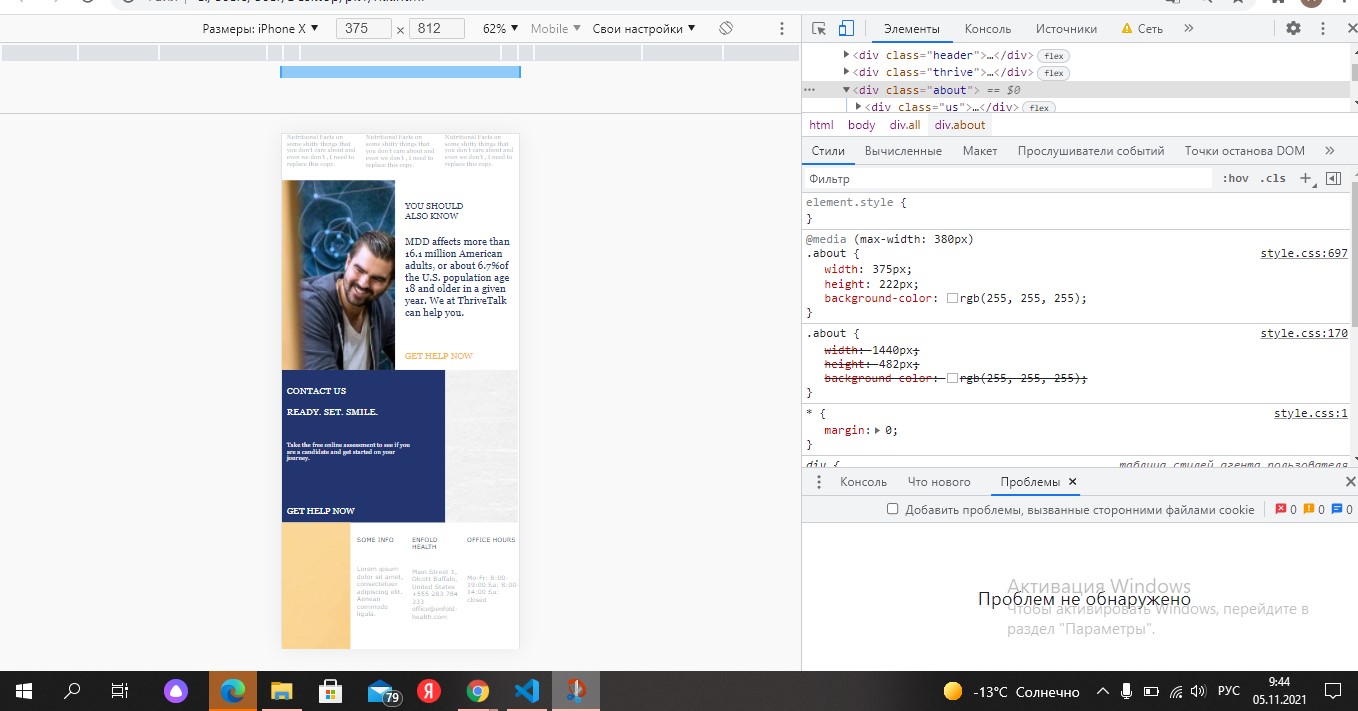 Размеры: iPhone X ▼ 375 × 812 62% ▼ Mobile ▼ Свои настройки ▼
Элементы Консоль Источники Сеть »
▶<div class="header">…</div> flex
▶<div class="thrive">…</div> flex
··· ▼<div class="about"> == $0
▶<div class="us">…</div> flex
html body div.all div.about
Стили Вычисленные Макет Прослушиватели событий Точки останова DOM »
Фильтр :hov .cls +
element.style {
}
@media (max-width: 380px)
.about { style.css:697
width: 375px;
height: 222px;
background-color: rgb(255, 255, 255);
}
.about { style.css:170
width: 1440px;
height: 482px;
background-color: rgb(255, 255, 255);
}
* { style.css:1
margin: ▶ 0;
}
div { таблица стилей агента пользователя
Консоль Что нового Проблемы ×
Добавить проблемы, вызванные сторонними файлами cookie 0 0 0
Проблем не обнаружено
Активация Windows
Чтобы активировать Windows, перейдите в
раздел "Параметры".
Nutritional Facts on
some shitty things that
you don't care about and
even we don't , I need to
replace this copy.
Nutritional Facts on
some shitty things that
you don't care about and
even we don't , I need to
replace this copy.
Nutritional Facts on
some shitty things that
you don't care about and
even we don't , I need to
replace this copy.
YOU SHOULD
ALSO KNOW
MDD affects more than
16.1 million American
adults, or about 6.7%of
the U.S. population age
18 and older in a given
year. We at ThriveTalk
can help you.
GET HELP NOW
CONTACT US
READY. SET. SMILE.
Take the free online assessment to see if you
are a candidate and get started on your
journey.
GET HELP NOW
SOME INFO
Lorem ipsum
dolor sit amet,
consectetuer
adipiscing elit.
Aenean
commodo
ligula.
ENFOLD
HEALTH
Main Street 1,
Olcott Buffalo,
United States
+555 283 784
333
office@enfold-
health.com
OFFICE HOURS
Mo-Fr: 8:00-
19:00 Sa: 8:00-
14:00 So:
closed
79 Я -13°C Солнечно РУС 9:44
05.11.2021